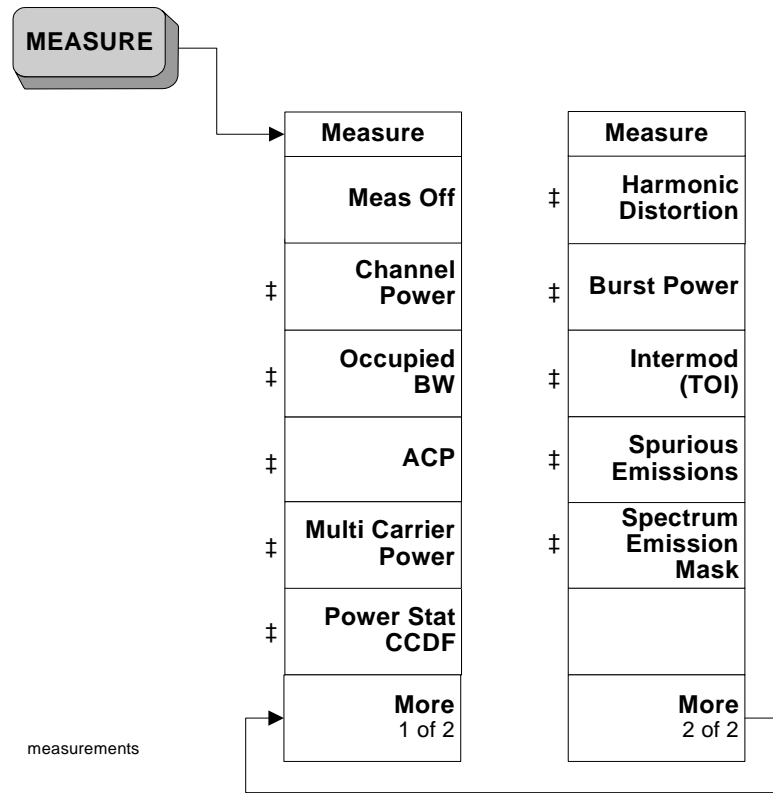 MEASURE
Measure
Meas Off
‡ Channel
Power
‡ Occupied
BW
‡ ACP
‡ Multi Carrier
Power
‡ Power Stat
CCDF
More
1 of 2
Measure
‡ Harmonic
Distortion
‡ Burst Power
‡ Intermod
(TOI)
‡ Spurious
Emissions
‡ Spectrum
Emission
Mask
More
2 of 2
measurements